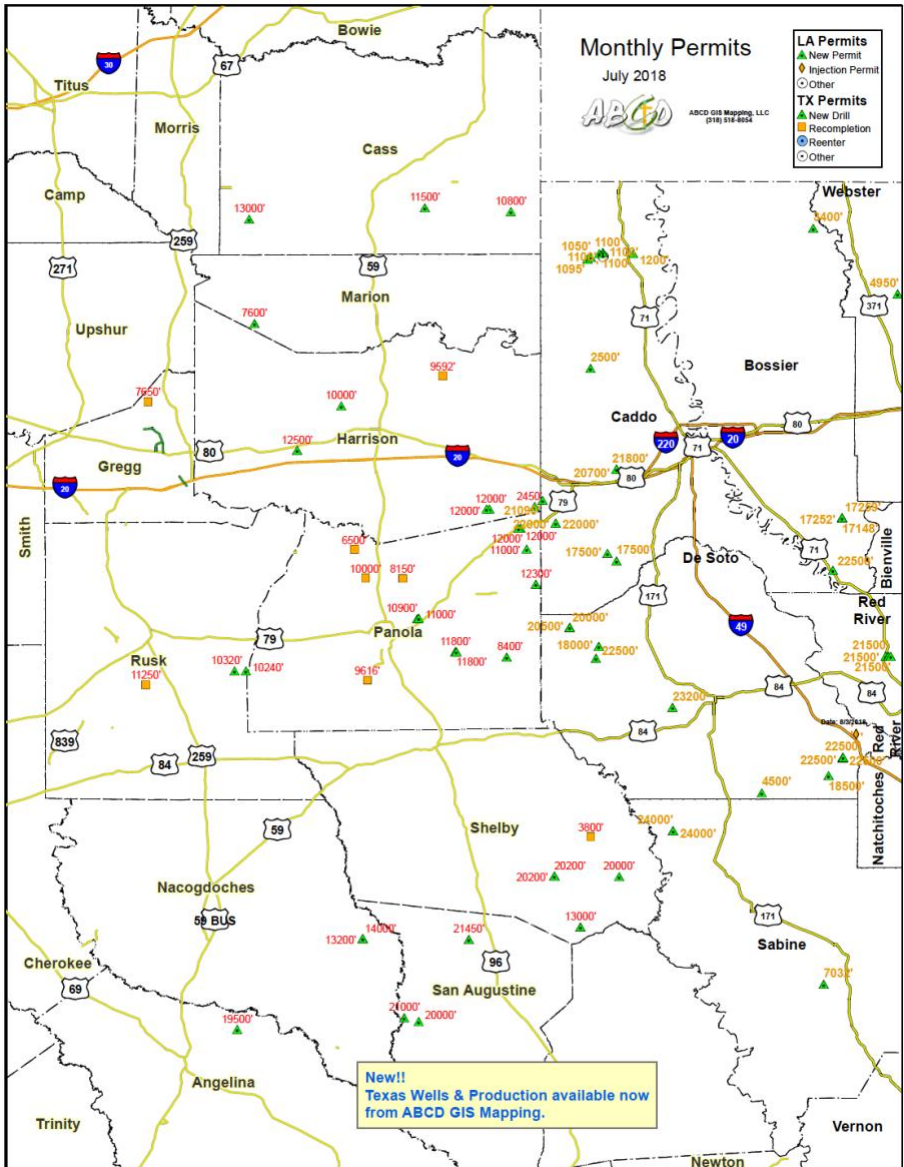 Monthly Permits
July 2018
ABCD
ABCD GIS Mapping, LLC
(318) 518-8054
LA Permits
New Permit
Injection Permit
Other
TX Permits
New Drill
Recompletion
Reenter
Other
Bowie
30
67
Titus
Morris
Cass
Camp
Webster
13000'
11500'
10800'
8400'
1050'
1100'
1100'
1095'
1100'
1200'
259
271
59
Marion
4950'
371
7600'
71
Upshur
9592'
2500'
Bossier
7650'
10000'
Caddo
80
12500'
Harrison
220
20
71
80
20
Gregg
20
21800'
20700'
80
Smith
12000'
2450'
79
12000'
21090'
22000'
22000'
17252'
17148'
71
Bienville
12000'
12000'
11000'
6500'
17500'
17500'
De Soto
10000'
8150'
12300'
22500'
171
Red
River
10900'
11000'
20000'
20500'
49
79
Panola
11800'
11800'
8400'
18000'
22500'
21500'
21500'
21500'
Rusk
11250'
10320'
10240'
9616'
84
84
23200'
839
84
259
84
Date: 8/3/2018
Red
River
22500'
22500'
18500'
4500'
Natchitoches
59
Shelby
3800'
24000'
24000'
20200'
20200'
20000'
Nacogdoches
59 BUS
171
14000'
13200'
21450'
13000'
Sabine
Cherokee
69
96
7032'
San Augustine
21000'
20000'
19500'
New!!
Texas Wells & Production available now
from ABCD GIS Mapping.
Angelina
Trinity
Vernon
Newton